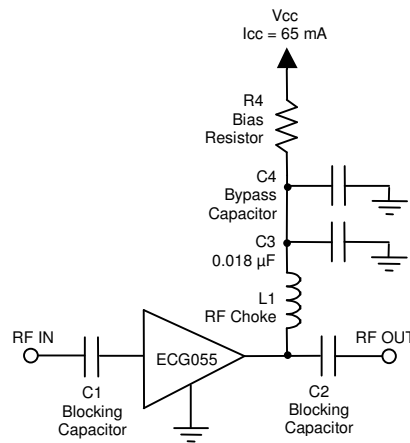 Vcc
Icc = 65 mA
R4
Bias
Resistor
C4
Bypass
Capacitor
C3
0.018 µF
L1
RF Choke
RF IN
ECG055
RF OUT
C1
Blocking
Capacitor
C2
Blocking
Capacitor